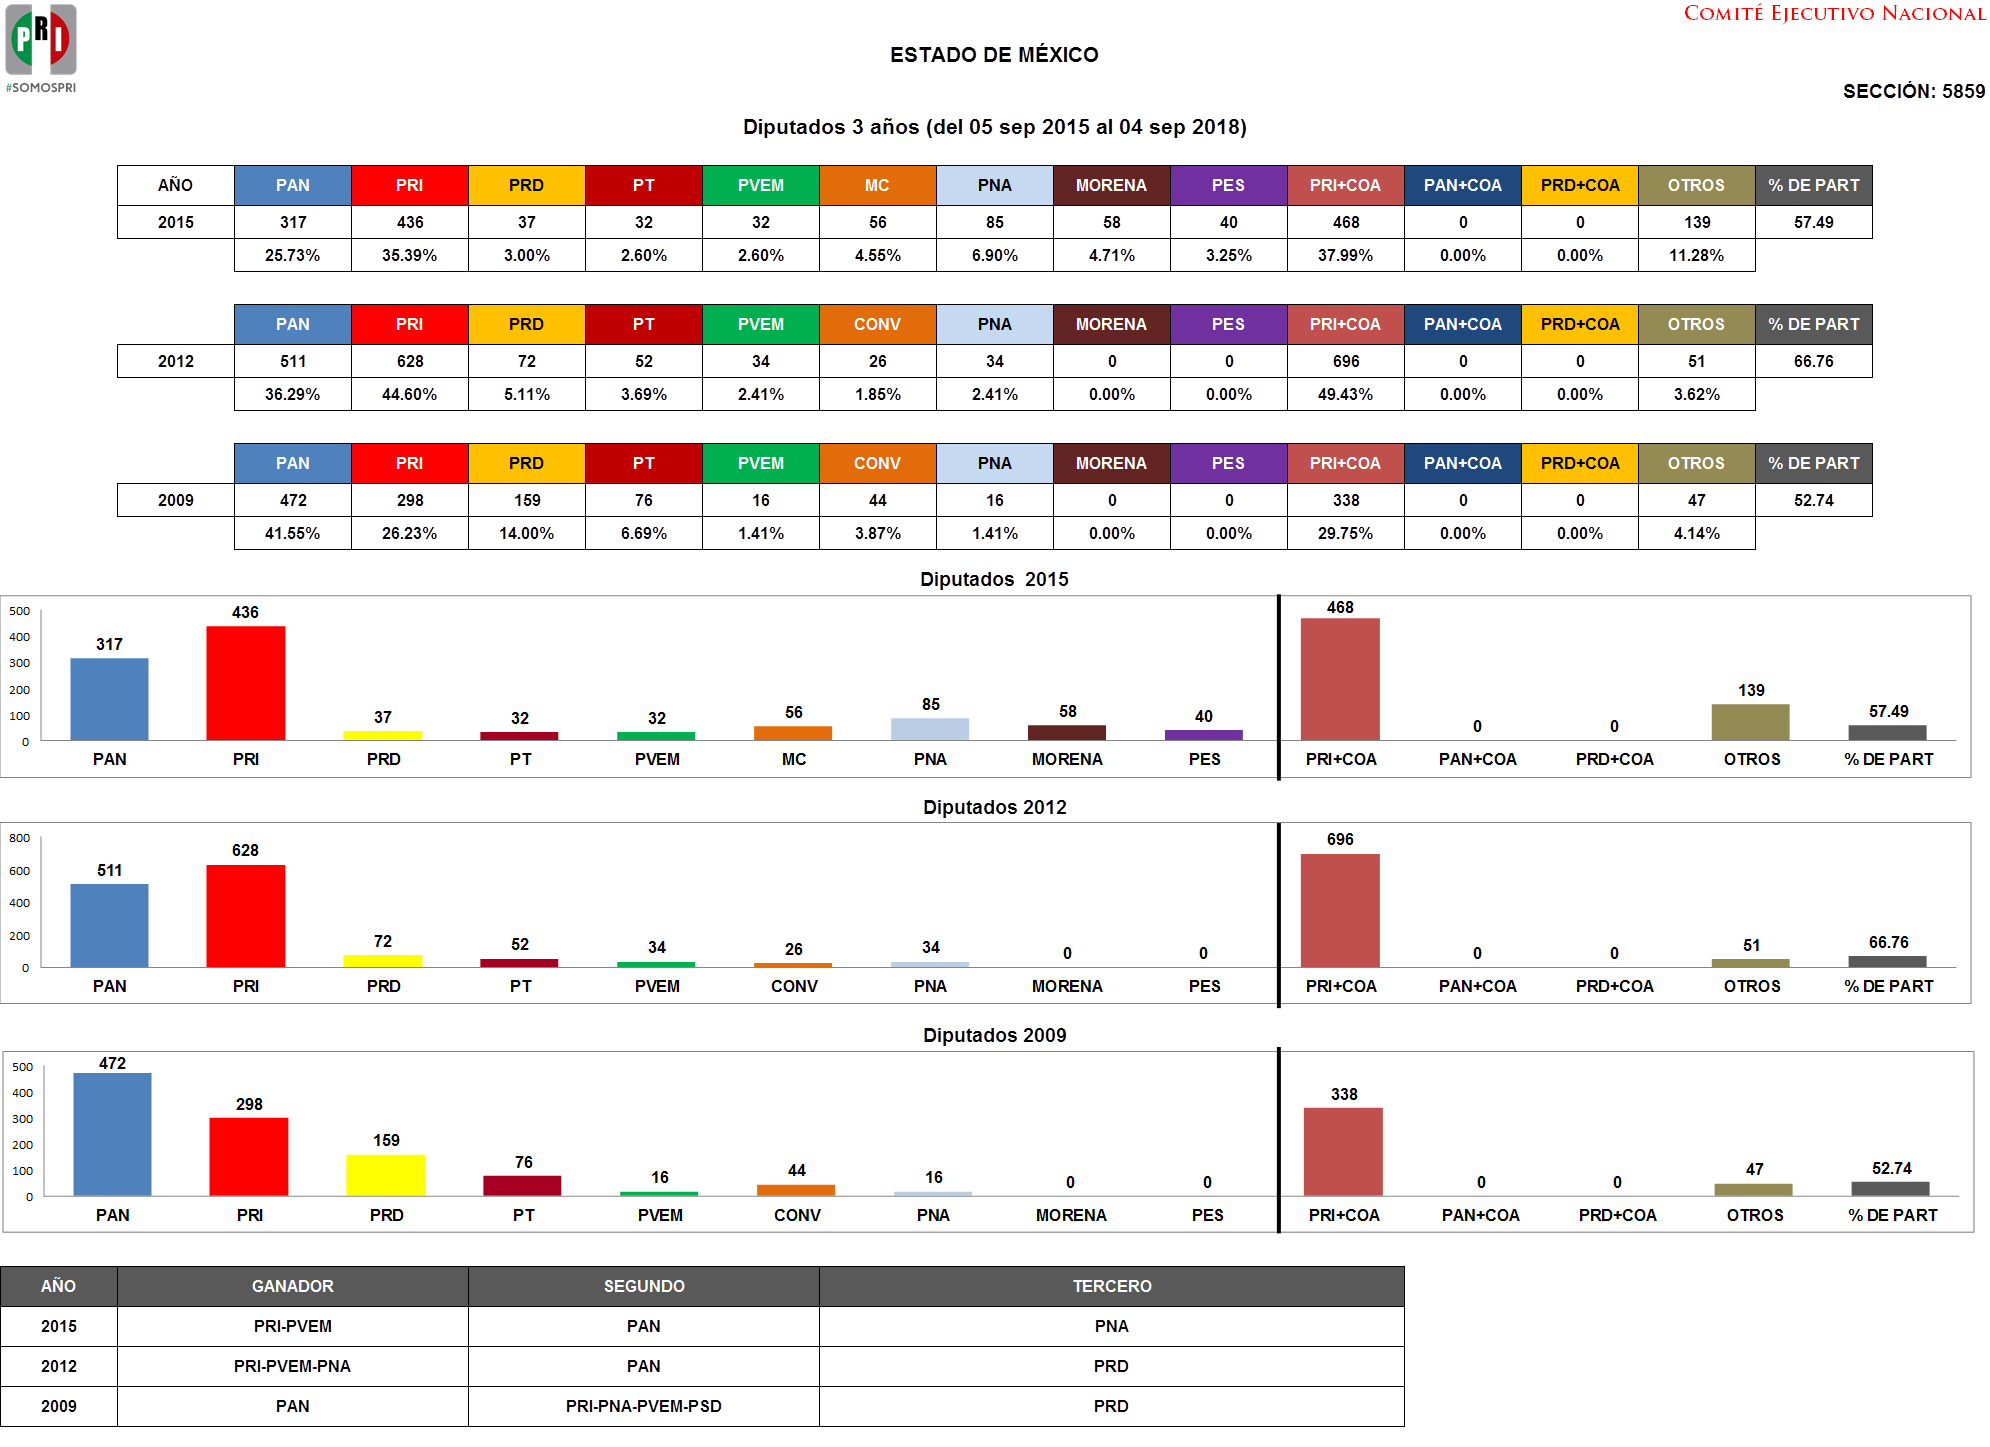 PRI
#SOMOSPRI
COMITÉ EJECUTIVO NACIONAL
ESTADO DE MÉXICO
SECCIÓN: 5859
Diputados 3 años (del 05 sep 2015 al 04 sep 2018)
AÑO PAN PRI PRD PT PVEM MC PNA MORENA PES PRI+COA PAN+COA PRD+COA OTROS % DE PART
2015 317 436 37 32 32 56 85 58 40 468 0 0 139 57.49
25.73% 35.39% 3.00% 2.60% 2.60% 4.55% 6.90% 4.71% 3.25% 37.99% 0.00% 0.00% 11.28%
PAN PRI PRD PT PVEM CONV PNA MORENA PES PRI+COA PAN+COA PRD+COA OTROS % DE PART
2012 511 628 72 52 34 26 34 0 0 696 0 0 51 66.76
36.29% 44.60% 5.11% 3.69% 2.41% 1.85% 2.41% 0.00% 0.00% 49.43% 0.00% 0.00% 3.62%
PAN PRI PRD PT PVEM CONV PNA MORENA PES PRI+COA PAN+COA PRD+COA OTROS % DE PART
2009 472 298 159 76 16 44 16 0 0 338 0 0 47 52.74
41.55% 26.23% 14.00% 6.69% 1.41% 3.87% 1.41% 0.00% 0.00% 29.75% 0.00% 0.00% 4.14%
Diputados  2015
500
400
300
200
100
0
317 436 37 32 32 56 85 58 40 468 0 0 139 57.49
PAN PRI PRD PT PVEM MC PNA MORENA PES PRI+COA PAN+COA PRD+COA OTROS % DE PART
Diputados 2012
800
600
400
200
0
511 628 72 52 34 26 34 0 0 696 0 0 51 66.76
PAN PRI PRD PT PVEM CONV PNA MORENA PES PRI+COA PAN+COA PRD+COA OTROS % DE PART
Diputados 2009
500
400
300
200
100
0
472 298 159 76 16 44 16 0 0 338 0 0 47 52.74
PAN PRI PRD PT PVEM CONV PNA MORENA PES PRI+COA PAN+COA PRD+COA OTROS % DE PART
AÑO GANADOR SEGUNDO TERCERO
2015 PRI-PVEM PAN PNA
2012 PRI-PVEM-PNA PAN PRD
2009 PAN PRI-PNA-PVEM-PSD PRD